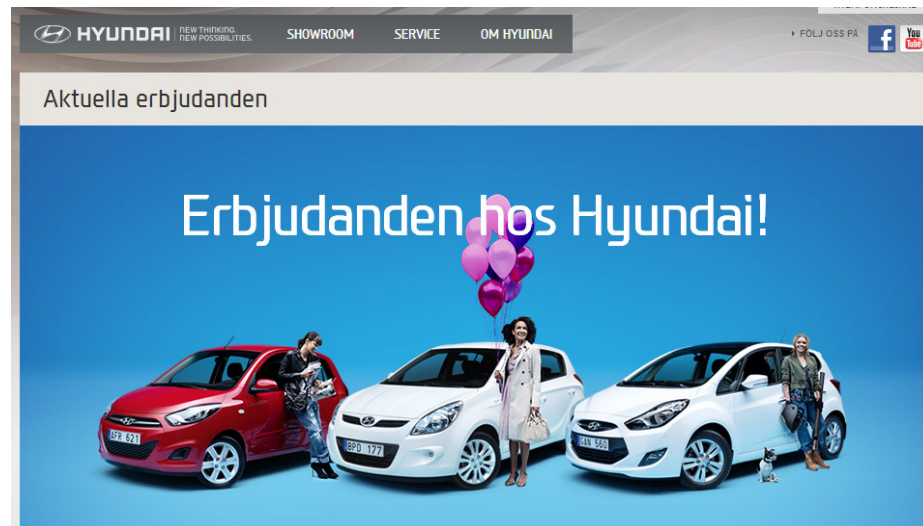 HYUNDAI
NEW THINKING.
NEW POSSIBILITIES.
SHOWROOM
SERVICE
OM HYUNDAI
FÖLJ OSS PÅ
f
You
Tube
Aktuella erbjudanden
Erbjudanden hos Hyundai!
AFR 621
BPD 177
GAN 560